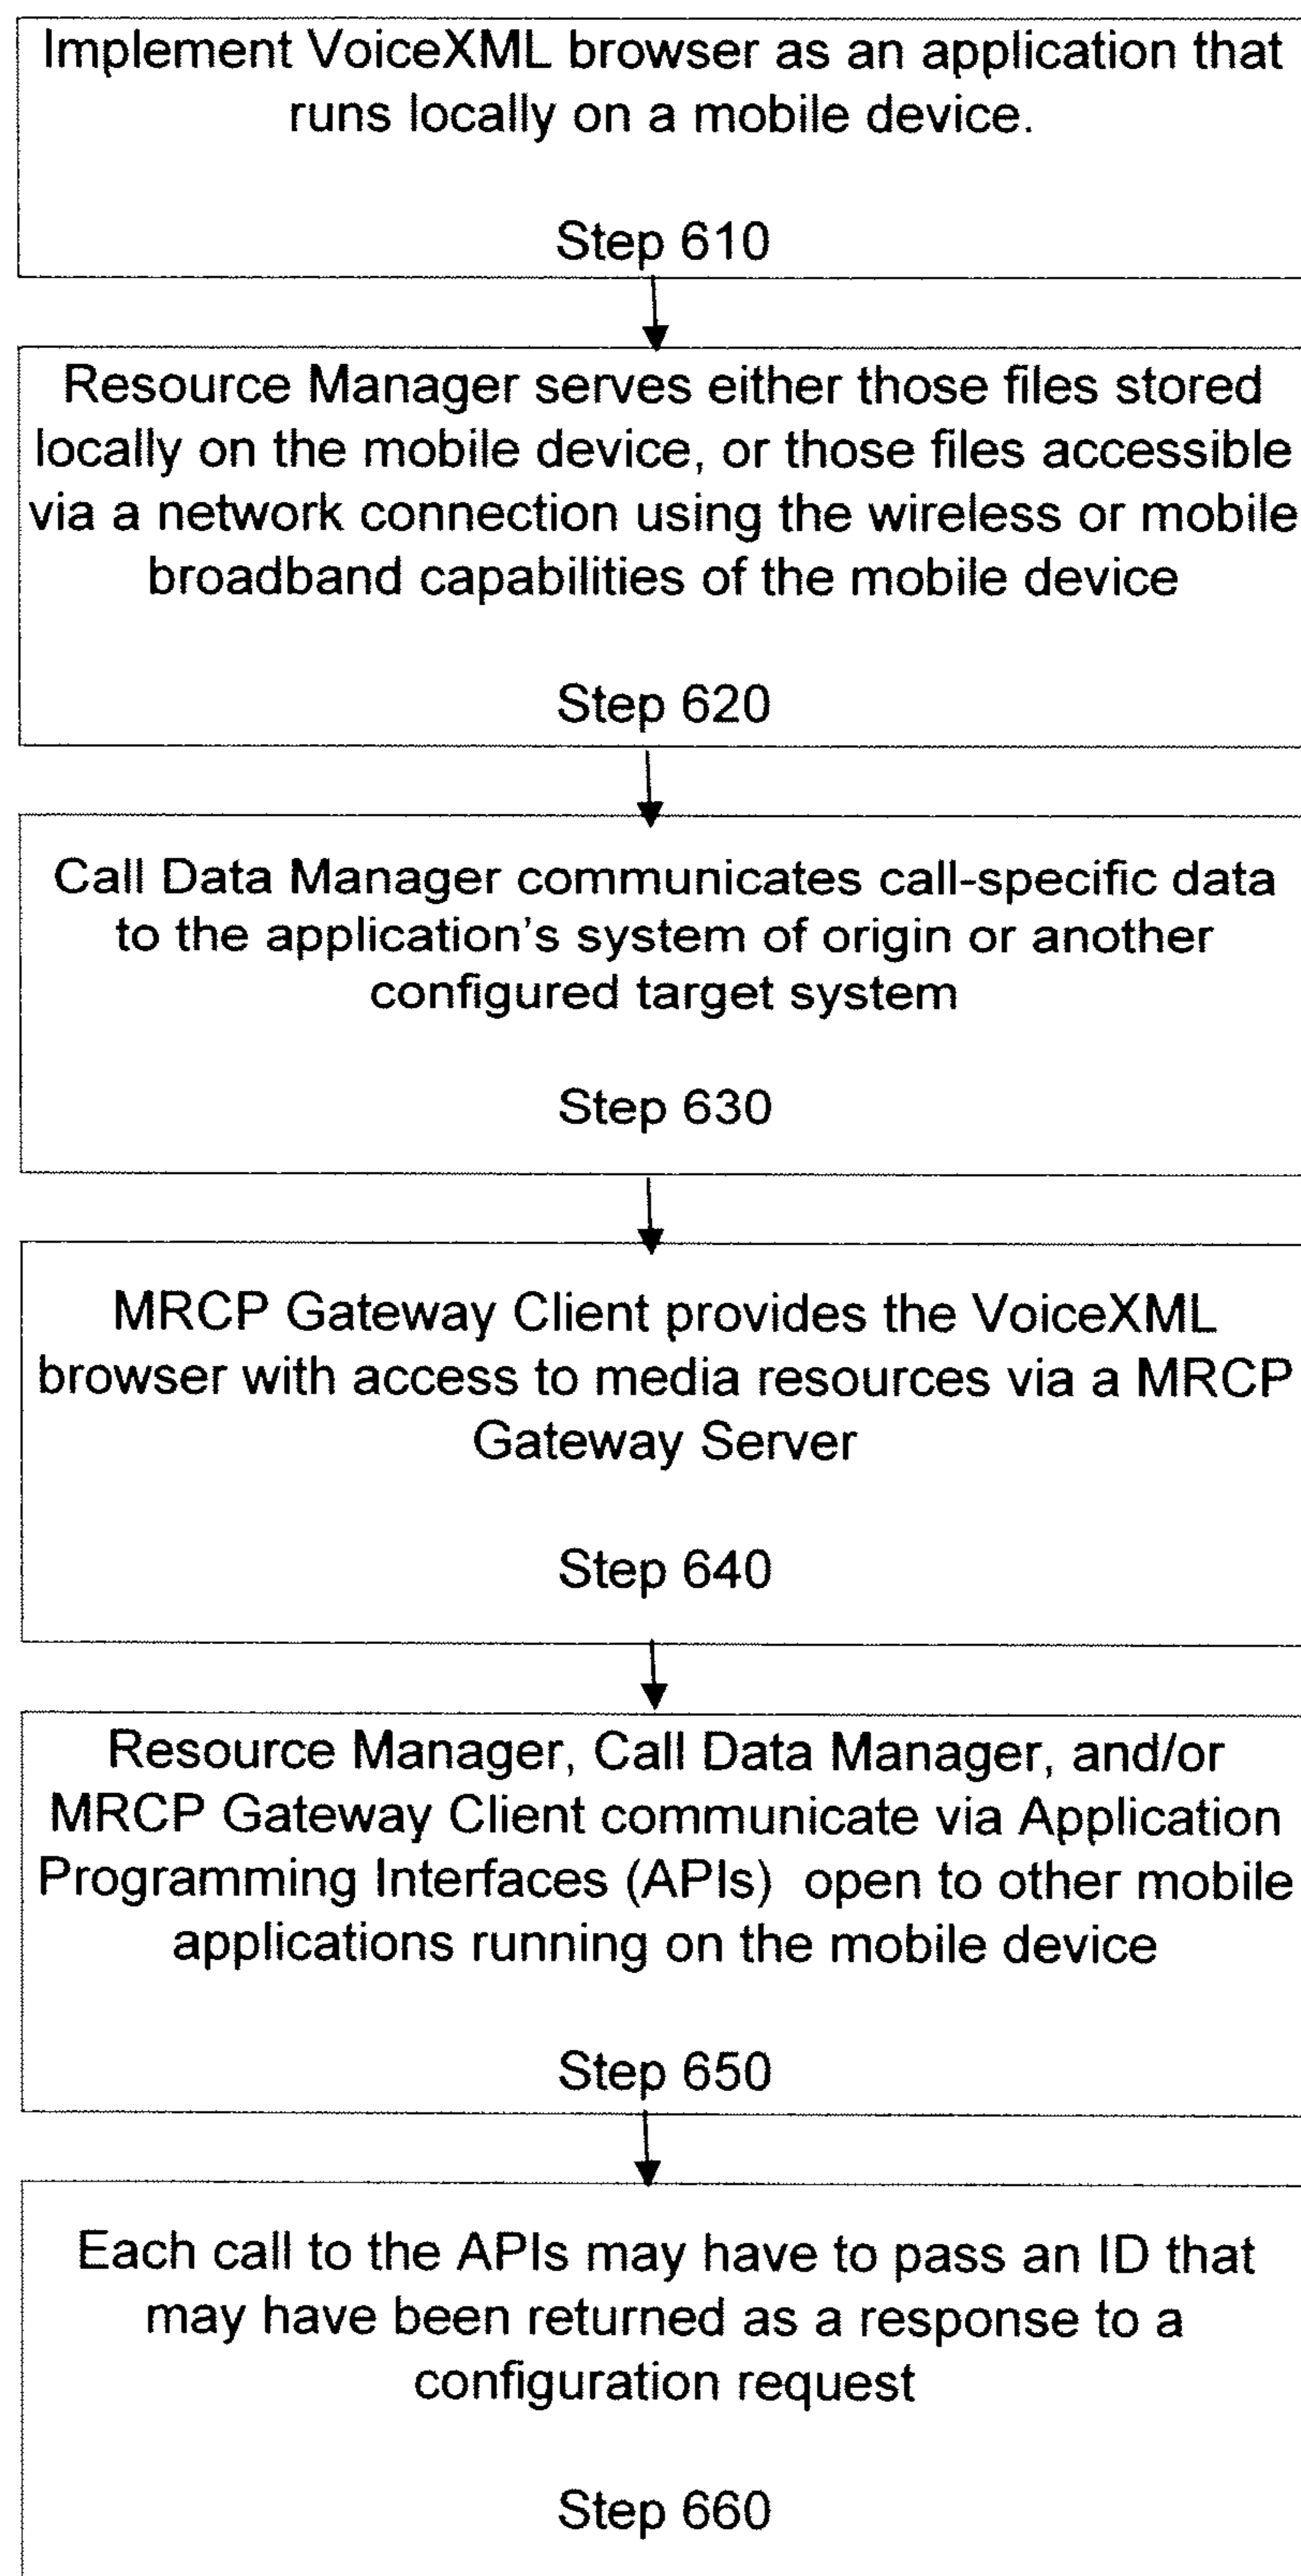 Implement VoiceXML browser as an application that
runs locally on a mobile device.
Step 610
Resource Manager serves either those files stored
locally on the mobile device, or those files accessible
via a network connection using the wireless or mobile
broadband capabilities of the mobile device
Step 620
Call Data Manager communicates call-specific data
to the application's system of origin or another
configured target system
Step 630
MRCP Gateway Client provides the VoiceXML
browser with access to media resources via a MRCP
Gateway Server
Step 640
Resource Manager, Call Data Manager, and/or
MRCP Gateway Client communicate via Application
Programming Interfaces (APIs)  open to other mobile
applications running on the mobile device
Step 650
Each call to the APIs may have to pass an ID that
may have been returned as a response to a
configuration request
Step 660